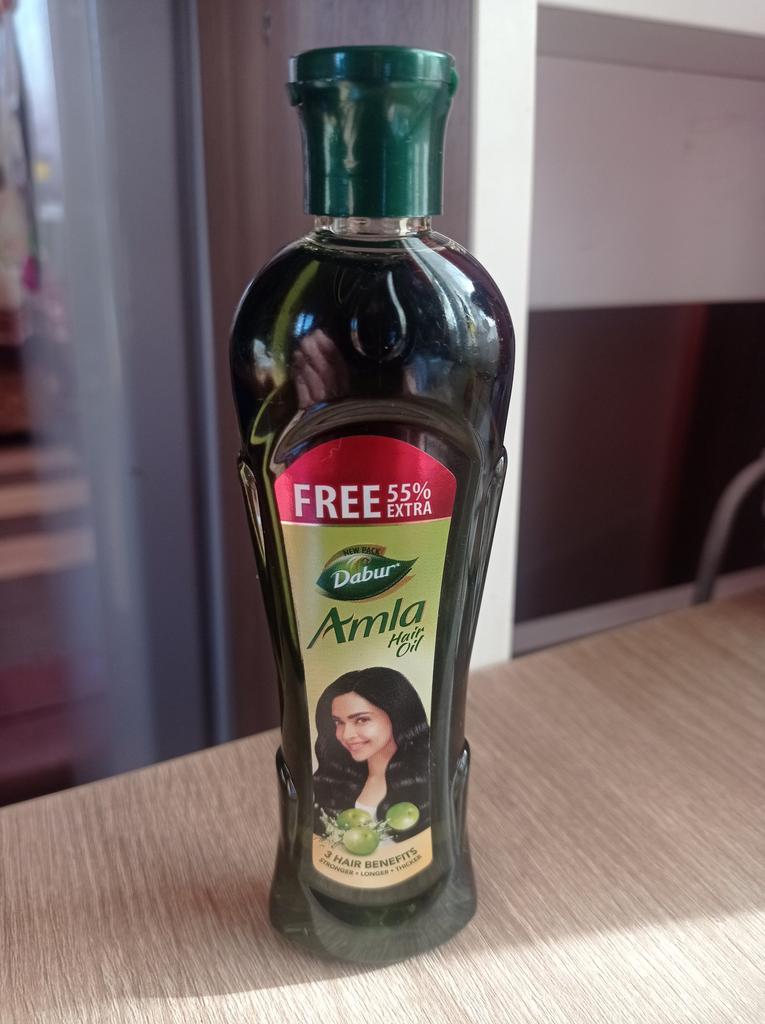 FREE 55% EXTRA
NEW PACK
Dabur
Amla
Hair
Oil
3 HAIR BENEFITS
STRONGER • LONGER • THICKER